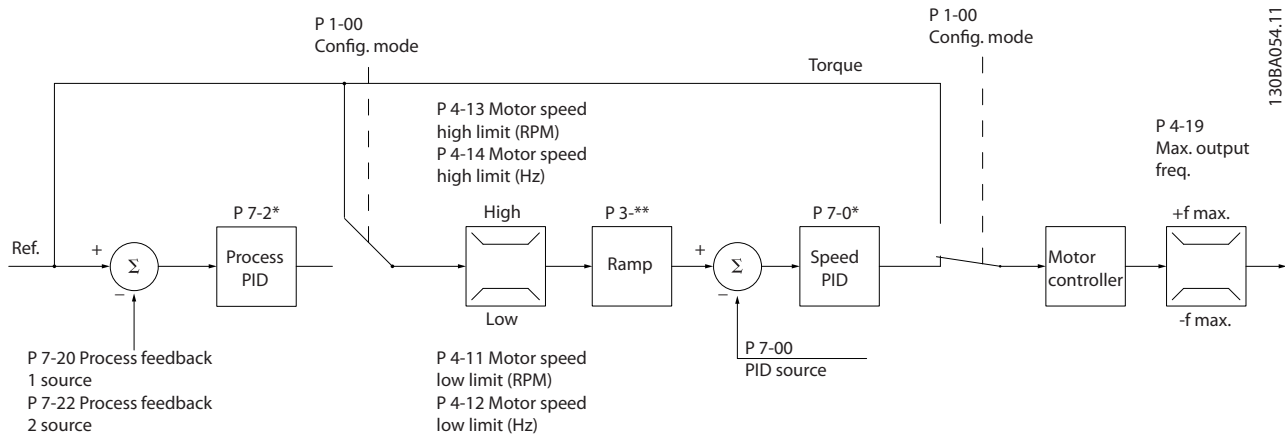 P 1-00
Config. mode
P 1-00
Config. mode
130BA054.11
Torque
P 4-13 Motor speed
high limit (RPM)
P 4-14 Motor speed
high limit (Hz)
P 4-19
Max. output
freq.
P 7-2*
High
P 3-**
P 7-0*
+f max.
Ref.
+
Σ
−
Process
PID
Ramp
+
Σ
−
Speed
PID
Motor
controller
Low
-f max.
P 7-20 Process feedback
1 source
P 7-22 Process feedback
2 source
P 4-11 Motor speed
low limit (RPM)
P 4-12 Motor speed
low limit (Hz)
P 7-00
PID source